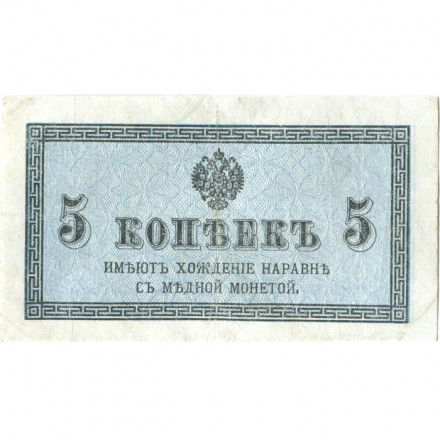 5 КОПѢЕКЪ 5
ИМѢЮТЪ ХОЖДЕНІЕ НАРАВНѢ
СЪ МѢДНОЙ МОНЕТОЙ.